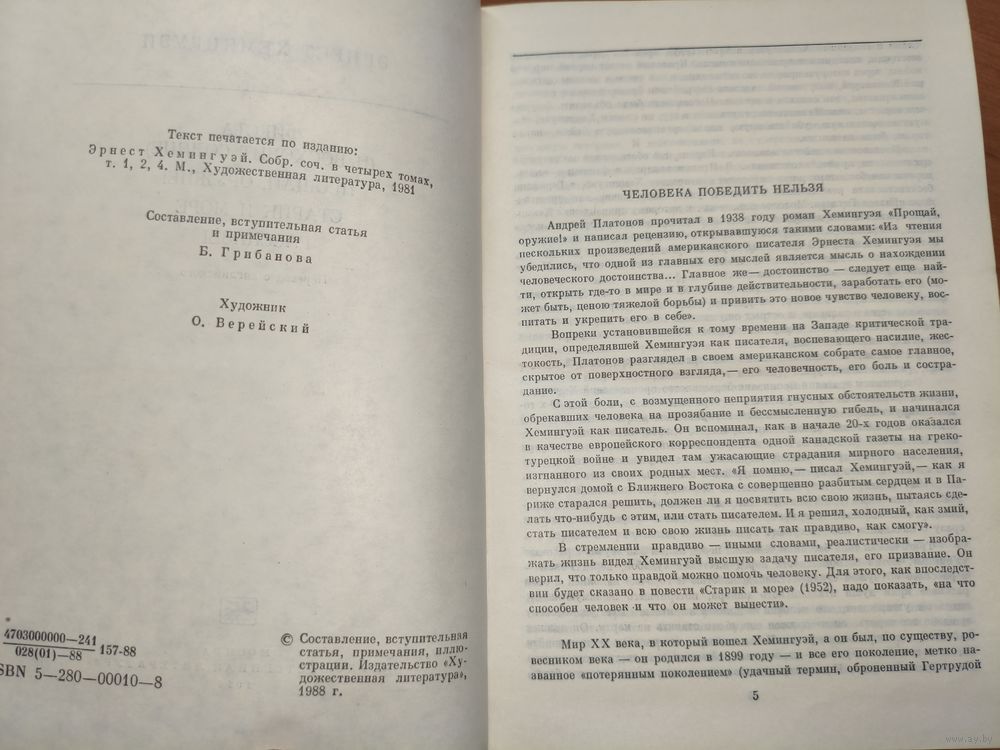 Текст печатается по изданию:
Эрнест Хемингуэй. Собр. соч. в четырех томах,
т. 1, 2, 4. М., Художественная литература, 1981
Составление, вступительная статья
и примечания
Б. Грибанова
Художник
О. Верейский
4703000000—241
028(01)—88
157-88
ISBN 5—280—00010—8
© Составление, вступительная
статья, примечания, иллю-
страции. Издательство «Ху-
дожественная литература»,
1988 г.
ЧЕЛОВЕКА ПОБЕДИТЬ НЕЛЬЗЯ
Андрей Платонов прочитал в 1938 году роман Хемингуэя «Прощай,
оружие!» и написал рецензию, открывавшуюся такими словами: «Из чтения
нескольких произведений американского писателя Эрнеста Хемингуэя мы
убедились, что одной из главных его мыслей является мысль о нахождении
человеческого достоинства... Главное же — достоинство — следует еще най-
ти, открыть где-то в мире и в глубине действительности, заработать его (мо-
жет быть, ценою тяжелой борьбы) и привить это новое чувство человеку, вос-
питать и укрепить его в себе».
Вопреки установившейся к тому времени на Западе критической тра-
диции, определявшей Хемингуэя как писателя, воспевающего насилие, жес-
токость, Платонов разглядел в своем американском собрате самое главное,
скрытое от поверхностного взгляда,— его человечность, его боль и состра-
дание.
С этой боли, с возмущенного неприятия гнусных обстоятельств жизни,
обрекавших человека на прозябание и бессмысленную гибель, и начинался
Хемингуэй как писатель. Он вспоминал, как в начале 20-х годов оказался
в качестве европейского корреспондента одной канадской газеты на греко-
турецкой войне и увидел там ужасающие страдания мирного населения,
изгнанного из своих родных мест. «Я помню,— писал Хемингуэй,— как я
вернулся домой с Ближнего Востока с совершенно разбитым сердцем и в Па-
риже старался решить, должен ли я посвятить всю свою жизнь, пытаясь сде-
лать что-нибудь с этим, или стать писателем. И я решил, холодный, как змий,
стать писателем и всю свою жизнь писать так правдиво, как смогу».
В стремлении правдиво — иными словами, реалистически — изобра-
жать жизнь видел Хемингуэй высшую задачу писателя, его призвание. Он
верил, что только правдой можно помочь человеку. Для этого, как впоследст-
вии будет сказано в повести «Старик и море» (1952), надо показать, «на что
способен человек и что он может вынести».
Мир XX века, в который вошел Хемингуэй, а он был, по существу, ро-
весником века — он родился в 1899 году — и все его поколение, метко на-
званное «потерянным поколением» (удачный термин, оброненный Гертрудой
5
www.ay.by